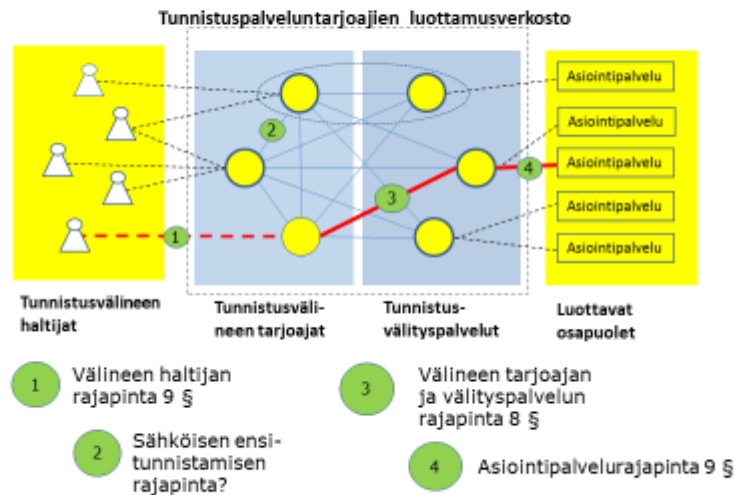 Tunnistuspalveluntarjoajien luottamusverkosto
Asiointipalvelu
Asiointipalvelu
Asiointipalvelu
Asiointipalvelu
Asiointipalvelu
2
3
4
1
Tunnistusvälineen
haltijat
Tunnistusväli-
neen tarjoajat
Tunnistus-
välityspalvelut
Luottavat
osapuolet
1
Välineen haltijan
rajapinta 9 §
2
Sähköisen ensi-
tunnistamisen
rajapinta?
3
Välineen tarjoajan
ja välityspalvelun
rajapinta 8 §
4
Asiointipalvelurajapinta 9 §